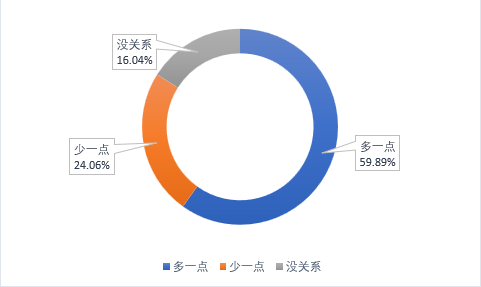 没关系
16.04%
少一点
24.06%
多一点
59.89%
多一点 少一点 没关系